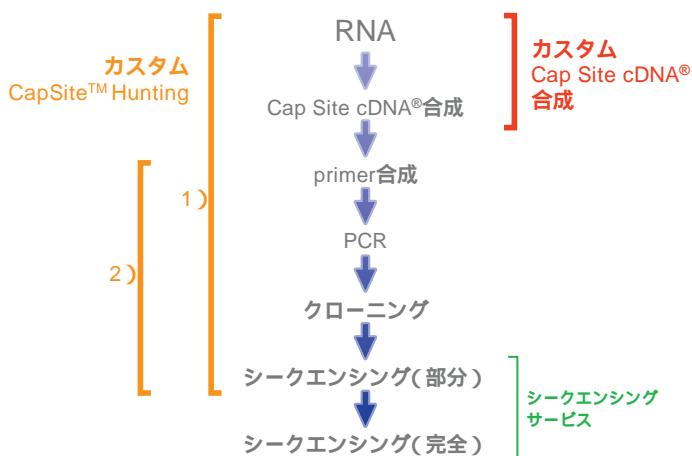 RNA
カスタム
CapSite™ Hunting
カスタム
Cap Site cDNA®
合成
Cap Site cDNA®合成
primer合成
1）
PCR
2）
クローニング
シークエンシング（部分）
シークエンシング
サービス
シークエンシング（完全）